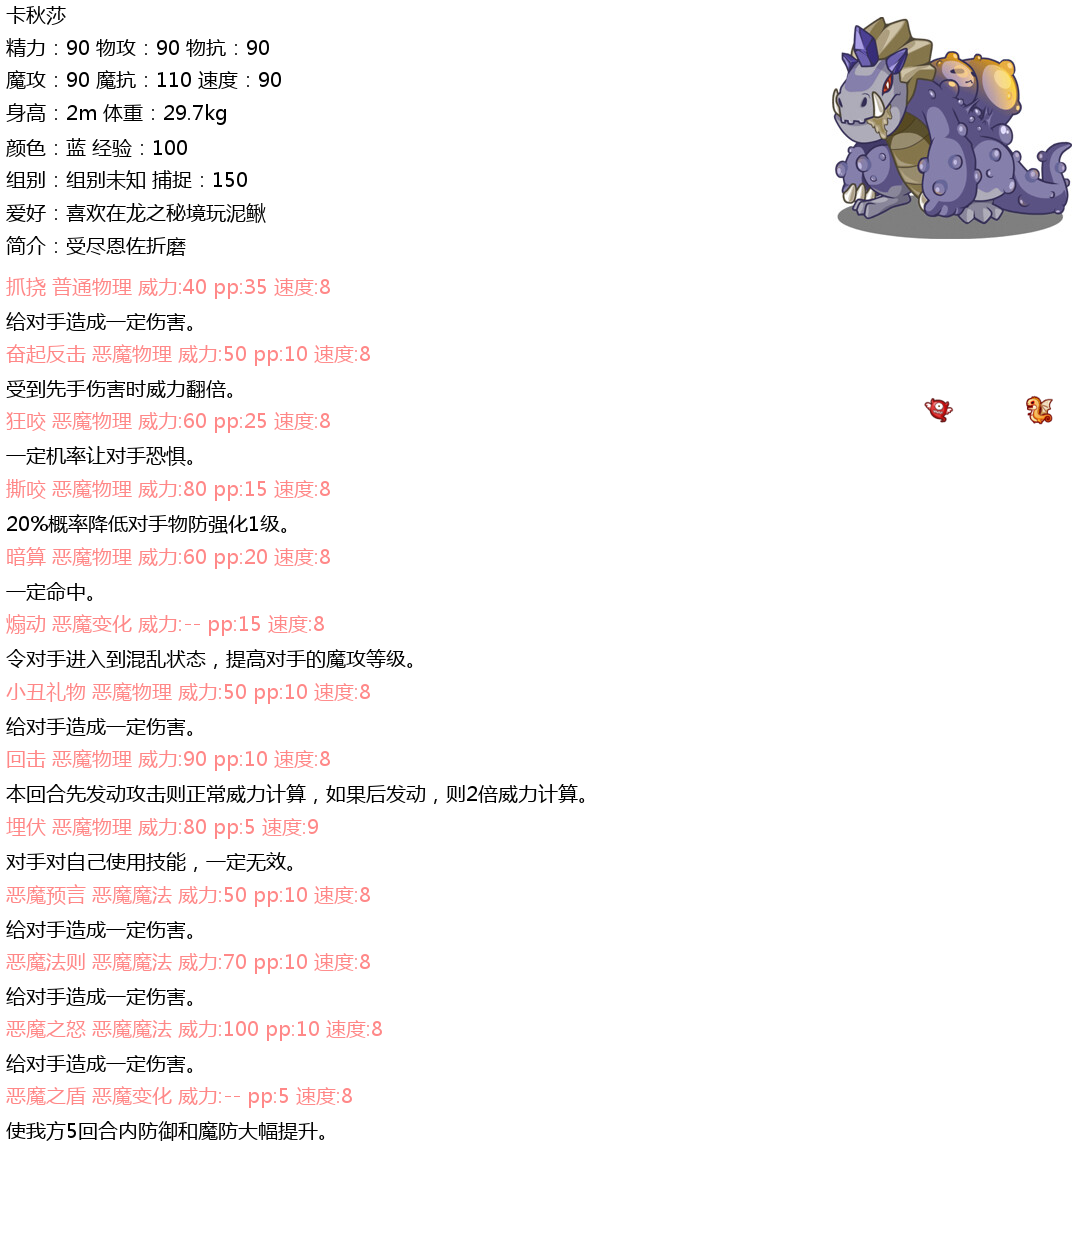 卡秋莎
精力：90 物攻：90 物抗：90
魔攻：90 魔抗：110 速度：90
身高：2m 体重：29.7kg
颜色：蓝 经验：100
组别：组别未知 捕捉：150
爱好：喜欢在龙之秘境玩泥鳅
简介：受尽恩佐折磨
抓挠 普通物理 威力:40 pp:35 速度:8
给对手造成一定伤害。
奋起反击 恶魔物理 威力:50 pp:10 速度:8
受到先手伤害时威力翻倍。
狂咬 恶魔物理 威力:60 pp:25 速度:8
一定机率让对手恐惧。
撕咬 恶魔物理 威力:80 pp:15 速度:8
20%概率降低对手物防强化1级。
暗算 恶魔物理 威力:60 pp:20 速度:8
一定命中。
煽动 恶魔变化 威力:-- pp:15 速度:8
令对手进入到混乱状态，提高对手的魔攻等级。
小丑礼物 恶魔物理 威力:50 pp:10 速度:8
给对手造成一定伤害。
回击 恶魔物理 威力:90 pp:10 速度:8
本回合先发动攻击则正常威力计算，如果后发动，则2倍威力计算。
埋伏 恶魔物理 威力:80 pp:5 速度:9
对手对自己使用技能，一定无效。
恶魔预言 恶魔魔法 威力:50 pp:10 速度:8
给对手造成一定伤害。
恶魔法则 恶魔魔法 威力:70 pp:10 速度:8
给对手造成一定伤害。
恶魔之怒 恶魔魔法 威力:100 pp:10 速度:8
给对手造成一定伤害。
恶魔之盾 恶魔变化 威力:-- pp:5 速度:8
使我方5回合内防御和魔防大幅提升。